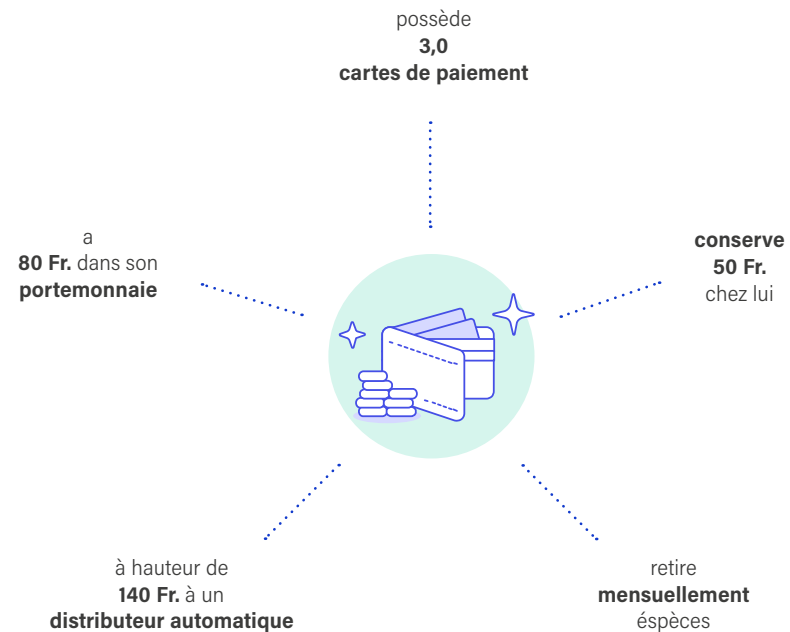 possède
3,0
cartes de paiement
a
80 Fr. dans son
portemonnaie
conserve
50 Fr.
chez lui
à hauteur de
140 Fr. à un
distributeur automatique
retire
mensuellement
éspèces